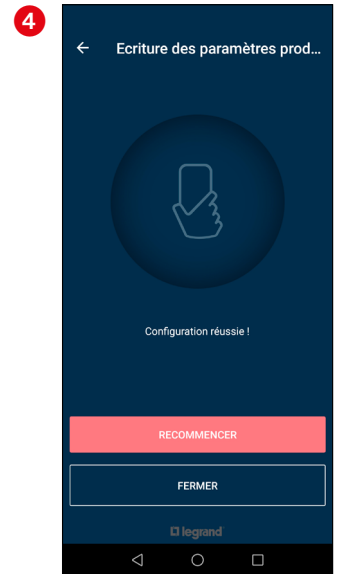 4
Ecriture des paramètres prod...
Configuration réussie !
RECOMMENCER
FERMER
legrand